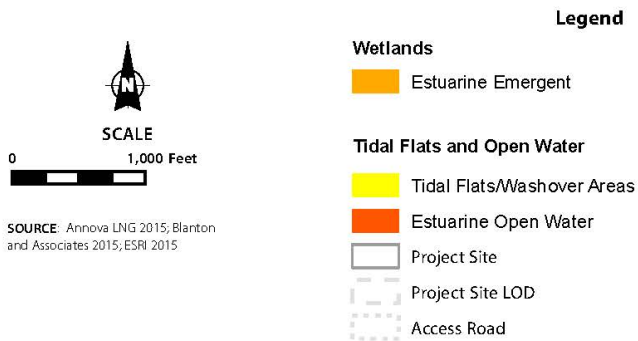 Legend
Wetlands
Estuarine Emergent
N
SCALE
0 1,000 Feet
Tidal Flats and Open Water
Tidal Flats/Washover Areas
Estuarine Open Water
SOURCE: Annova LNG 2015; Blanton
and Associates 2015; ESRI 2015
Project Site
Project Site LOD
Access Road